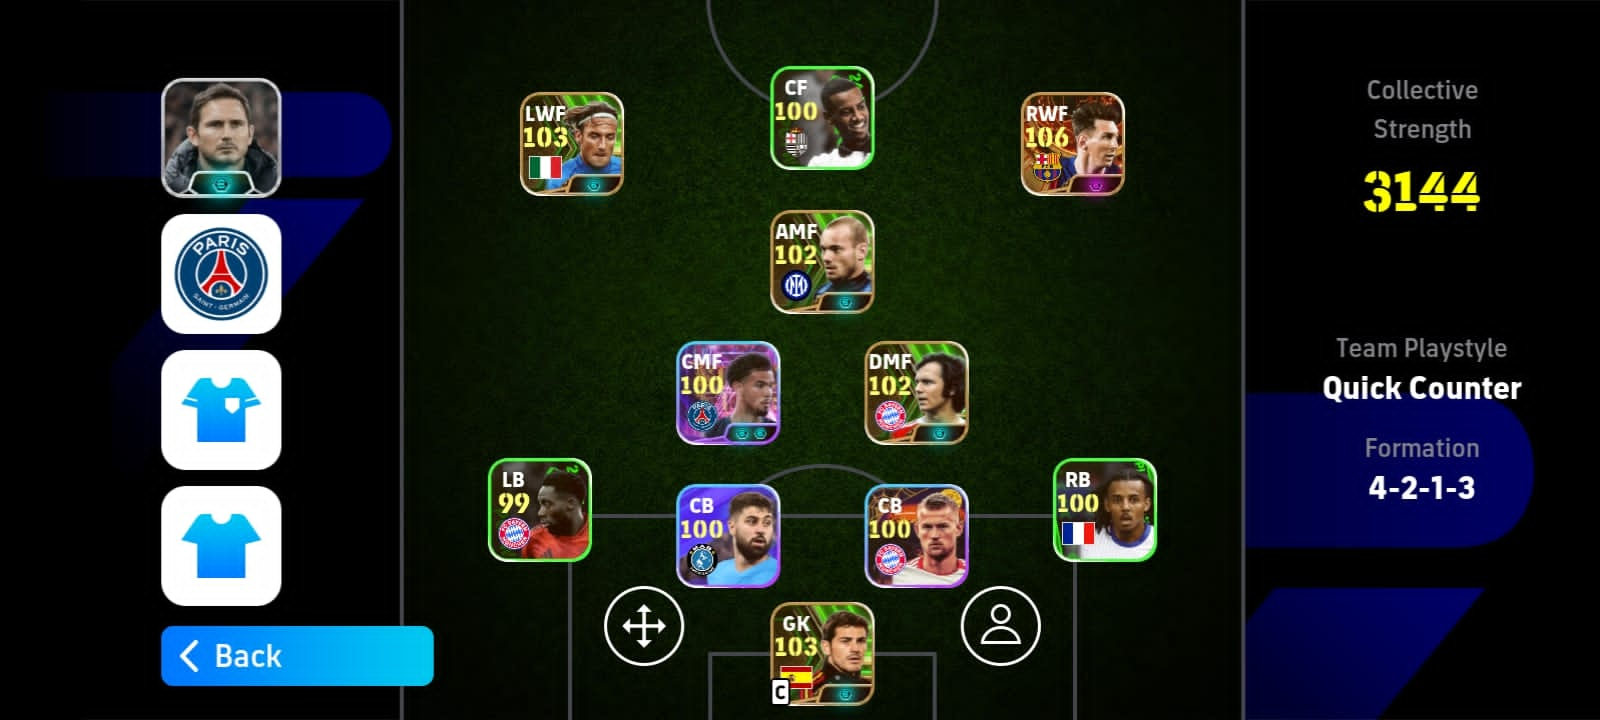 LWF
103
CF
100
RWF
106
AMF
102
CMF
100
DMF
102
LB
99
CB
100
CB
100
RB
100
GK
103
C
PARIS
SAINT-GERMAIN
Back
Collective
Strength
3144
Team Playstyle
Quick Counter
Formation
4-2-1-3